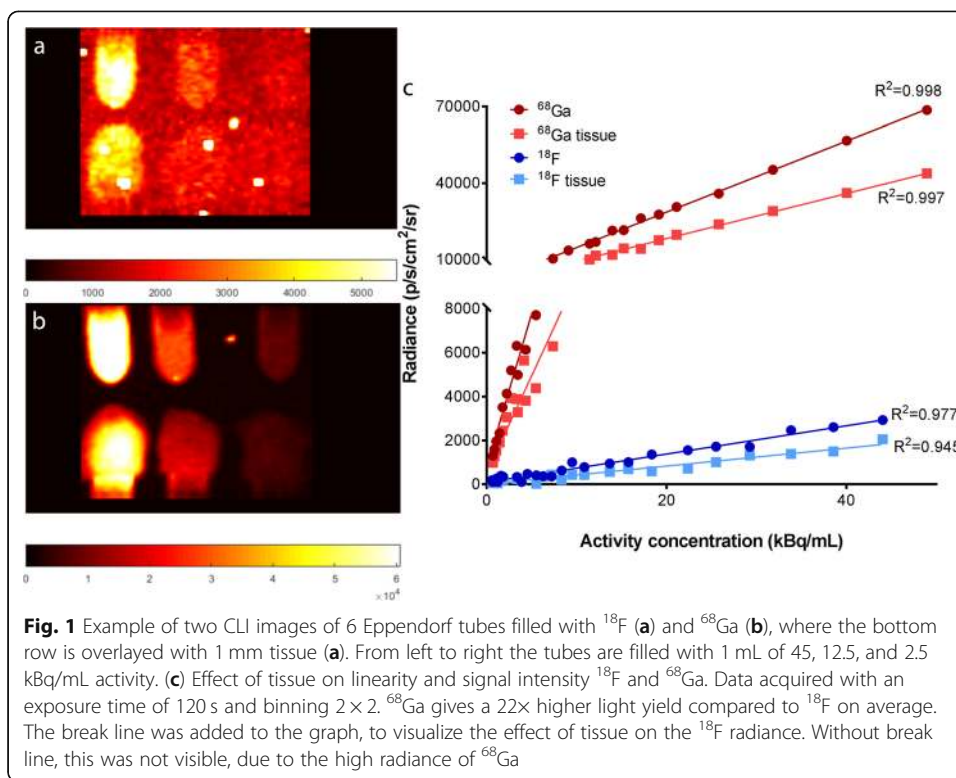 a
0 1000 2000 3000 4000 5000
b
0 1 2 3 4 5 6
×10⁴
c
Radiance (p/s/cm²/sr)
70000
40000
10000
8000
6000
4000
2000
0
⁶⁸Ga
⁶⁸Ga tissue
¹⁸F
¹⁸F tissue
R²=0.998
R²=0.997
R²=0.977
R²=0.945
0 20 40
Activity concentration (kBq/mL)
Fig. 1 Example of two CLI images of 6 Eppendorf tubes filled with ¹⁸F (a) and ⁶⁸Ga (b), where the bottom
row is overlayed with 1 mm tissue (a). From left to right the tubes are filled with 1 mL of 45, 12.5, and 2.5
kBq/mL activity. (c) Effect of tissue on linearity and signal intensity ¹⁸F and ⁶⁸Ga. Data acquired with an
exposure time of 120 s and binning 2 × 2. ⁶⁸Ga gives a 22× higher light yield compared to ¹⁸F on average.
The break line was added to the graph, to visualize the effect of tissue on the ¹⁸F radiance. Without break
line, this was not visible, due to the high radiance of ⁶⁸Ga